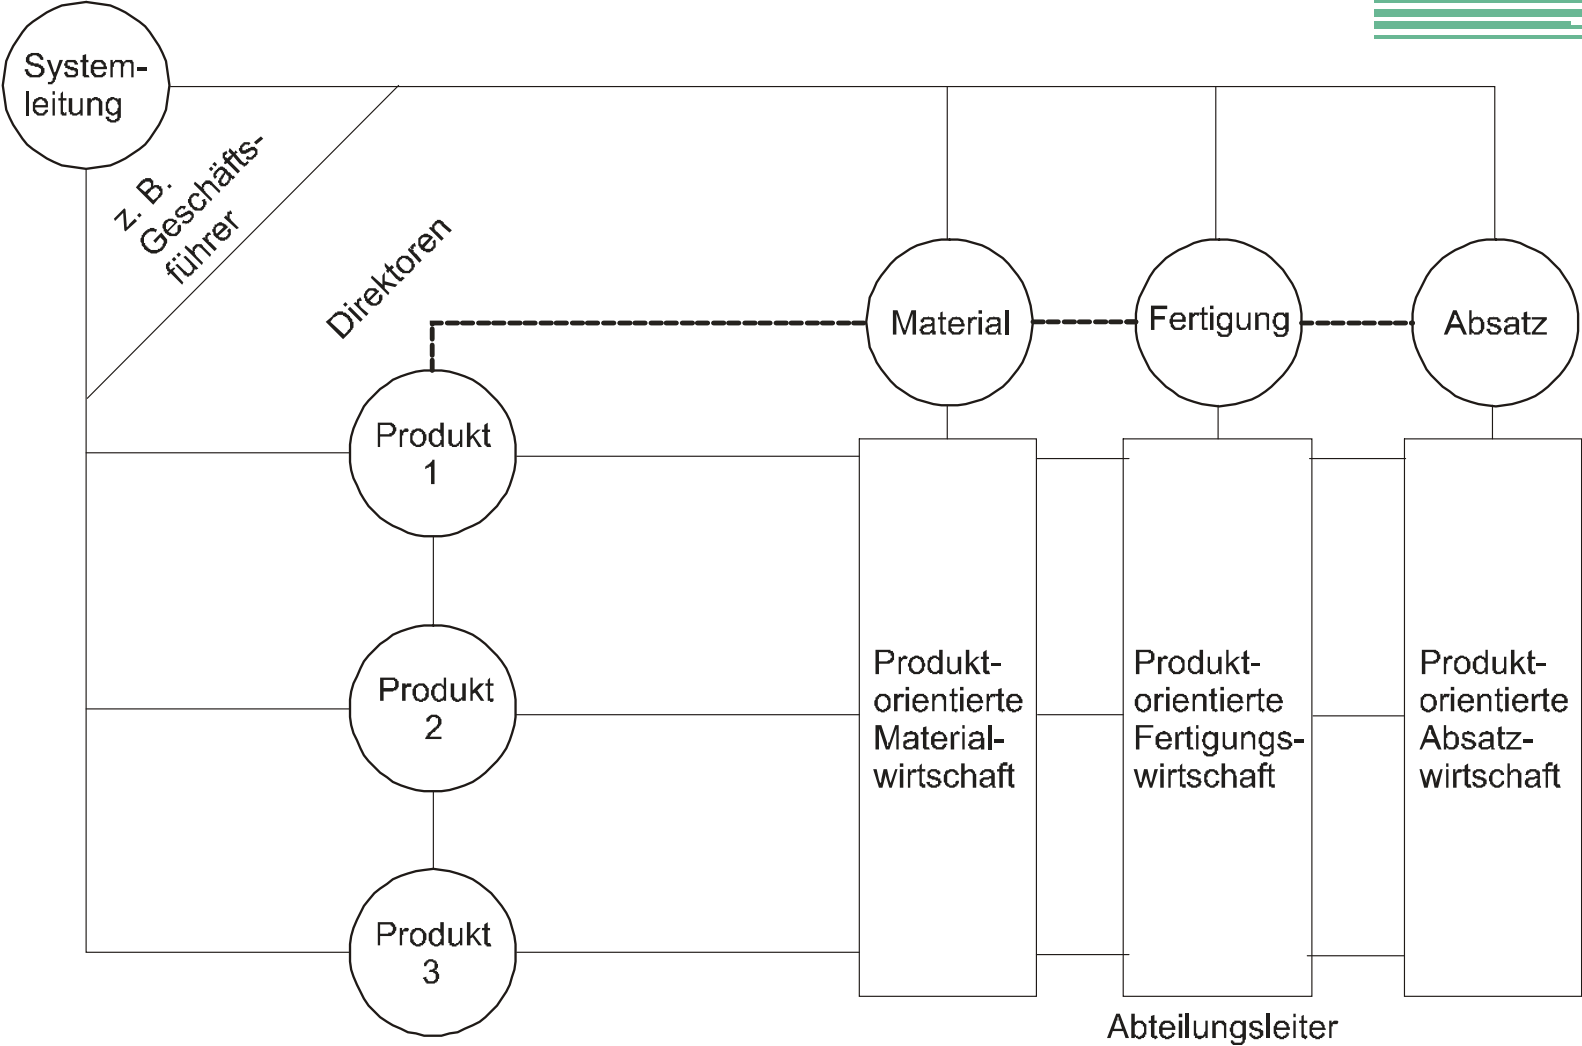 System-
leitung
z. B.
Geschäfts-
führer
Direktoren
Material
Fertigung
Absatz
Produkt
1
Produkt
2
Produkt
3
Produkt-
orientierte
Material-
wirtschaft
Produkt-
orientierte
Fertigungs-
wirtschaft
Produkt-
orientierte
Absatz-
wirtschaft
Abteilungsleiter